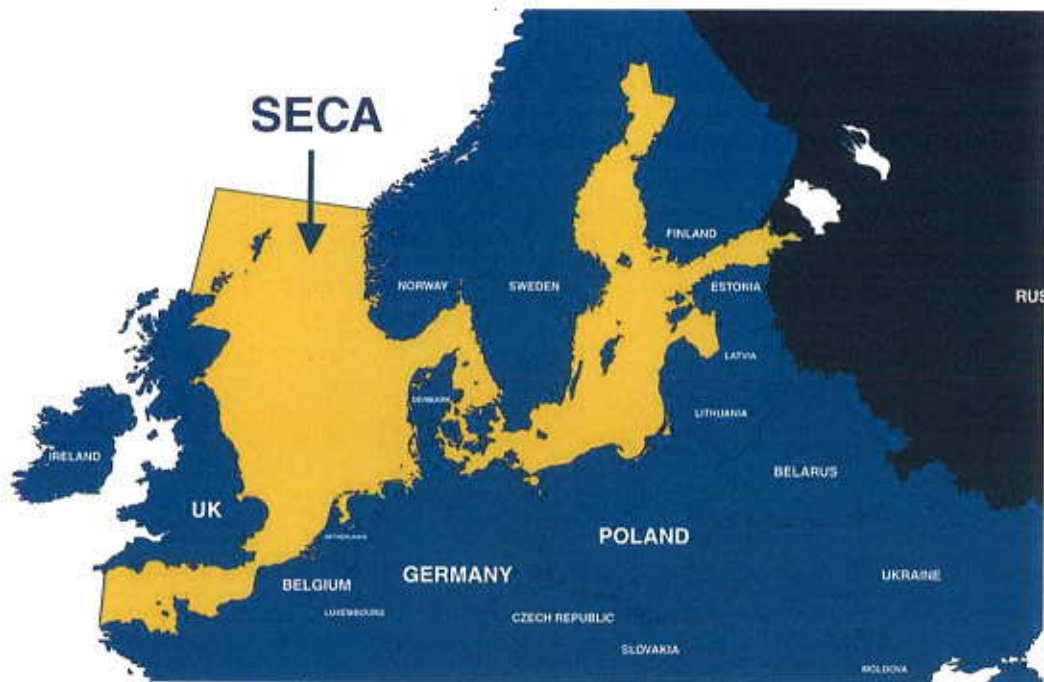 SECA
FINLAND
NORWAY
SWEDEN
ESTONIA
RUS
LATVIA
DENMARK
LITHUANIA
IRELAND
BELARUS
UK
POLAND
NETHERLANDS
GERMANY
UKRAINE
BELGIUM
LUXEMBOURG
CZECH REPUBLIC
SLOVAKIA
MOLDOVA